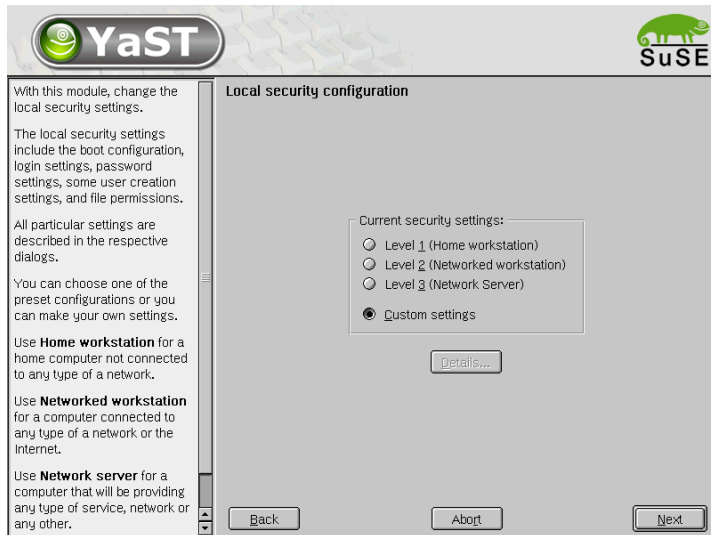 YaST
SuSE
With this module, change the
local security settings.
The local security settings
include the boot configuration,
login settings, password
settings, some user creation
settings, and file permissions.
All particular settings are
described in the respective
dialogs.
You can choose one of the
preset configurations or you
can make your own settings.
Use Home workstation for a
home computer not connected
to any type of a network.
Use Networked workstation
for a computer connected to
any type of a network or the
Internet.
Use Network server for a
computer that will be providing
any type of service, network or
any other.
Local security configuration
Current security settings:
Level 1 (Home workstation)
Level 2 (Networked workstation)
Level 3 (Network Server)
Custom settings
Details...
Back
Abort
Next